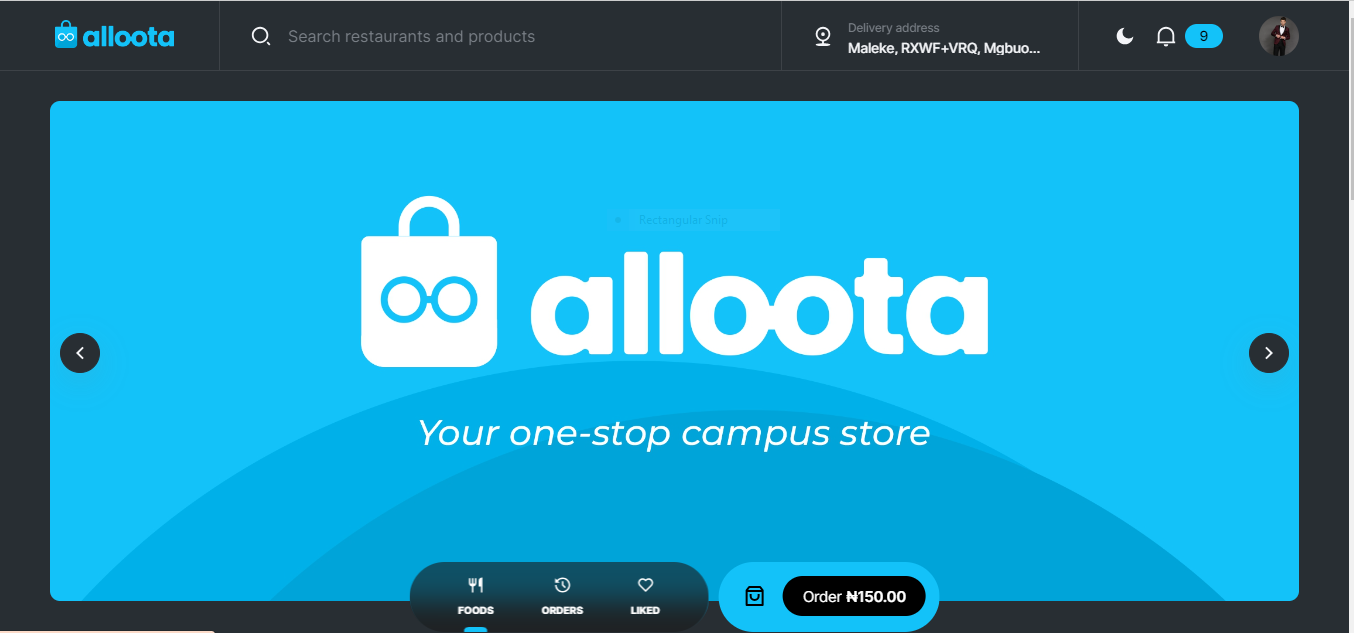 alloota
Search restaurants and products
Delivery address
Maleke, RXWF+VRQ, Mgbuo...
9
Rectangular Snip
alloota
Your one-stop campus store
FOODS
ORDERS
LIKED
Order ₦150.00